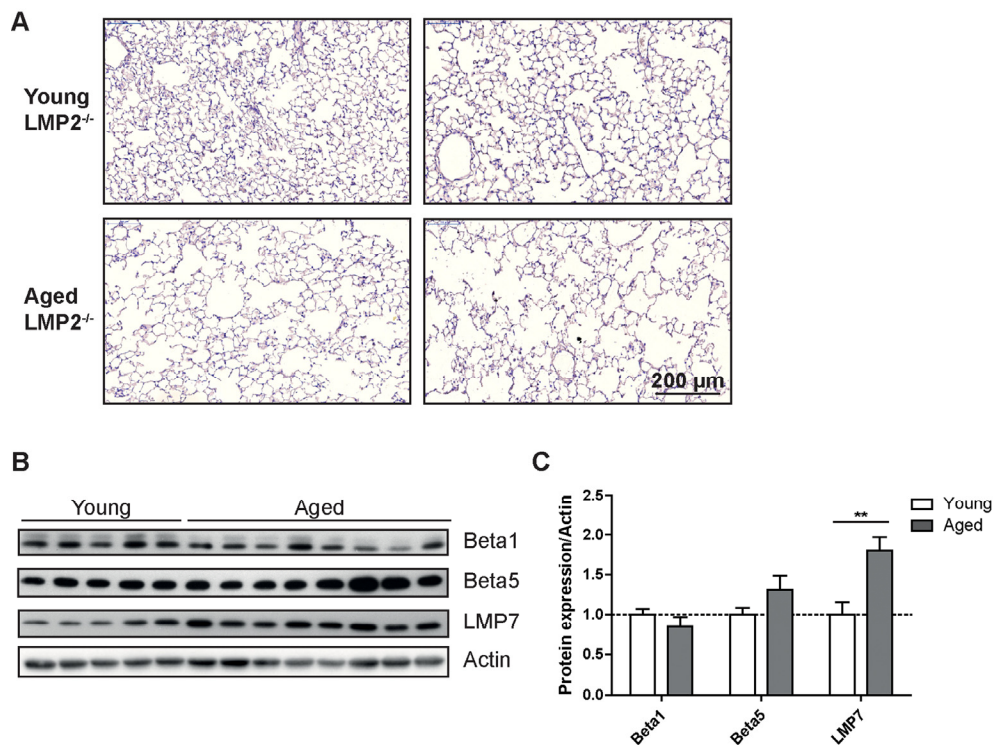 A
Young
LMP2-/-
Aged
LMP2-/-
200 µm
B
Young Aged
Beta1
Beta5
LMP7
Actin
C
Protein expression/Actin
2.5
2.0
1.5
1.0
0.5
0.0
**
Young
Aged
Beta1
Beta5
LMP7